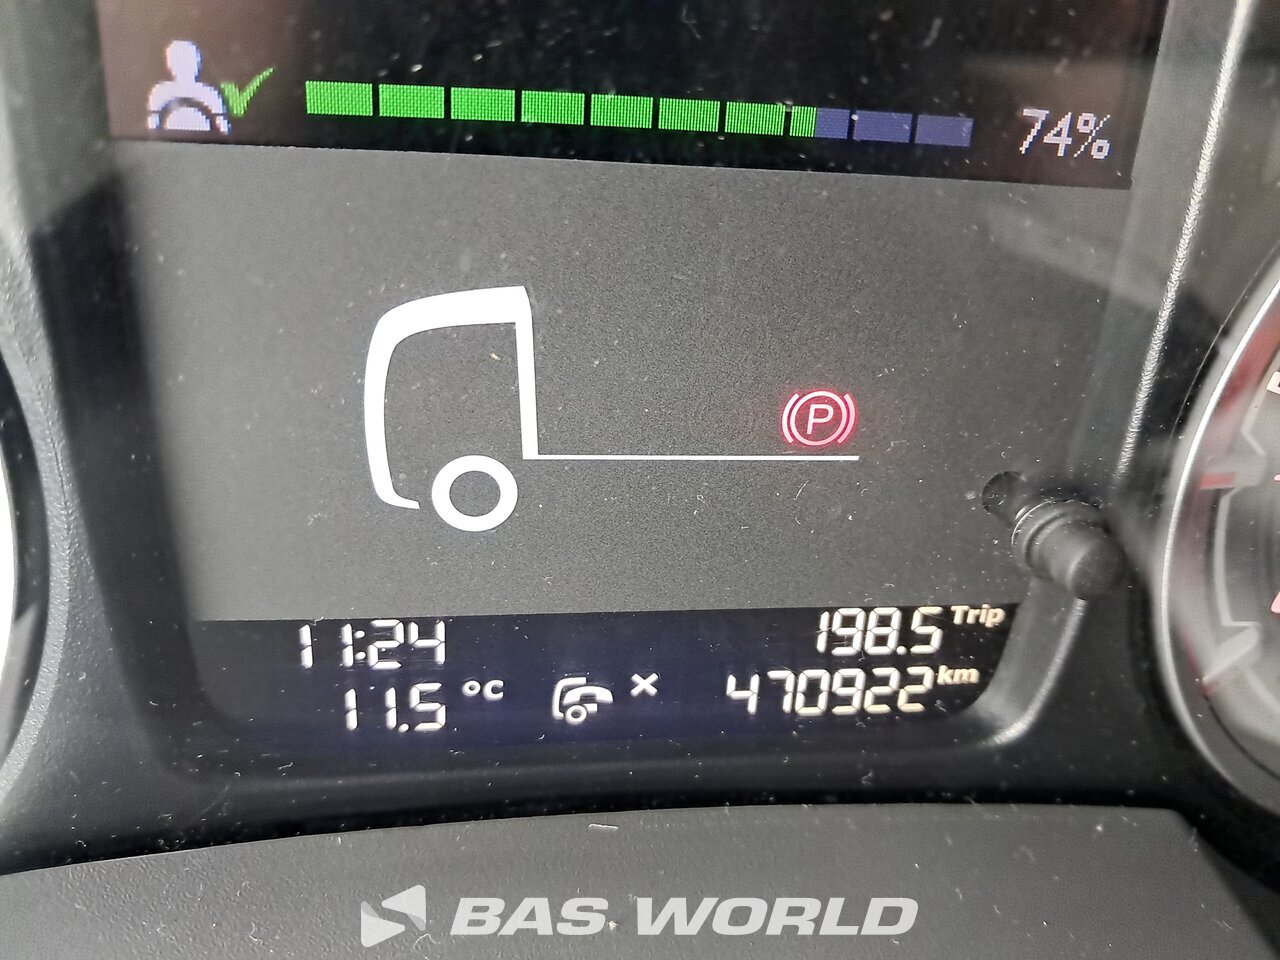 74%
P
11:24
198.5 Trip
11.5 °C
470922 km
BAS WORLD